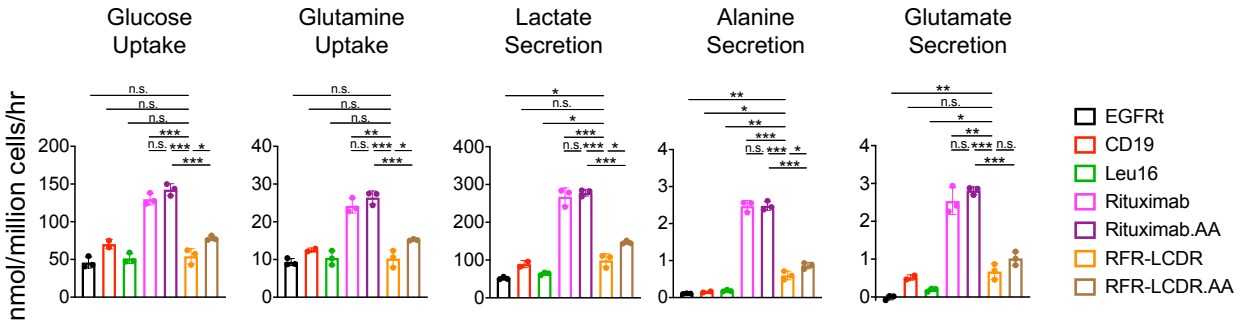 Glucose
Uptake
Glutamine
Uptake
Lactate
Secretion
Alanine
Secretion
Glutamate
Secretion
nmol/million cells/hr
n.s.
n.s.
n.s.
***
n.s. *** *
***
200
150
100
50
0
n.s.
n.s.
n.s.
**
n.s. *** *
***
40
30
20
10
0
*
n.s.
*
***
n.s. *** *
***
400
300
200
100
0
**
*
**
***
n.s. *** *
***
4
3
2
1
0
**
n.s.
*
**
n.s. *** n.s.
***
4
3
2
1
0
EGFRt
CD19
Leu16
Rituximab
Rituximab.AA
RFR-LCDR
RFR-LCDR.AA